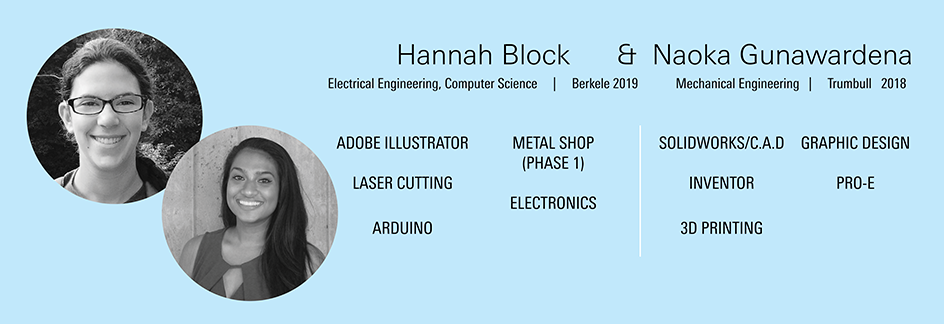 Hannah Block & Naoka Gunawardena
Electrical Engineering, Computer Science | Berkele 2019 Mechanical Engineering | Trumbull 2018
ADOBE ILLUSTRATOR METAL SHOP SOLIDWORKS/C.A.D GRAPHIC DESIGN
(PHASE 1)
LASER CUTTING INVENTOR PRO-E
ELECTRONICS
ARDUINO 3D PRINTING